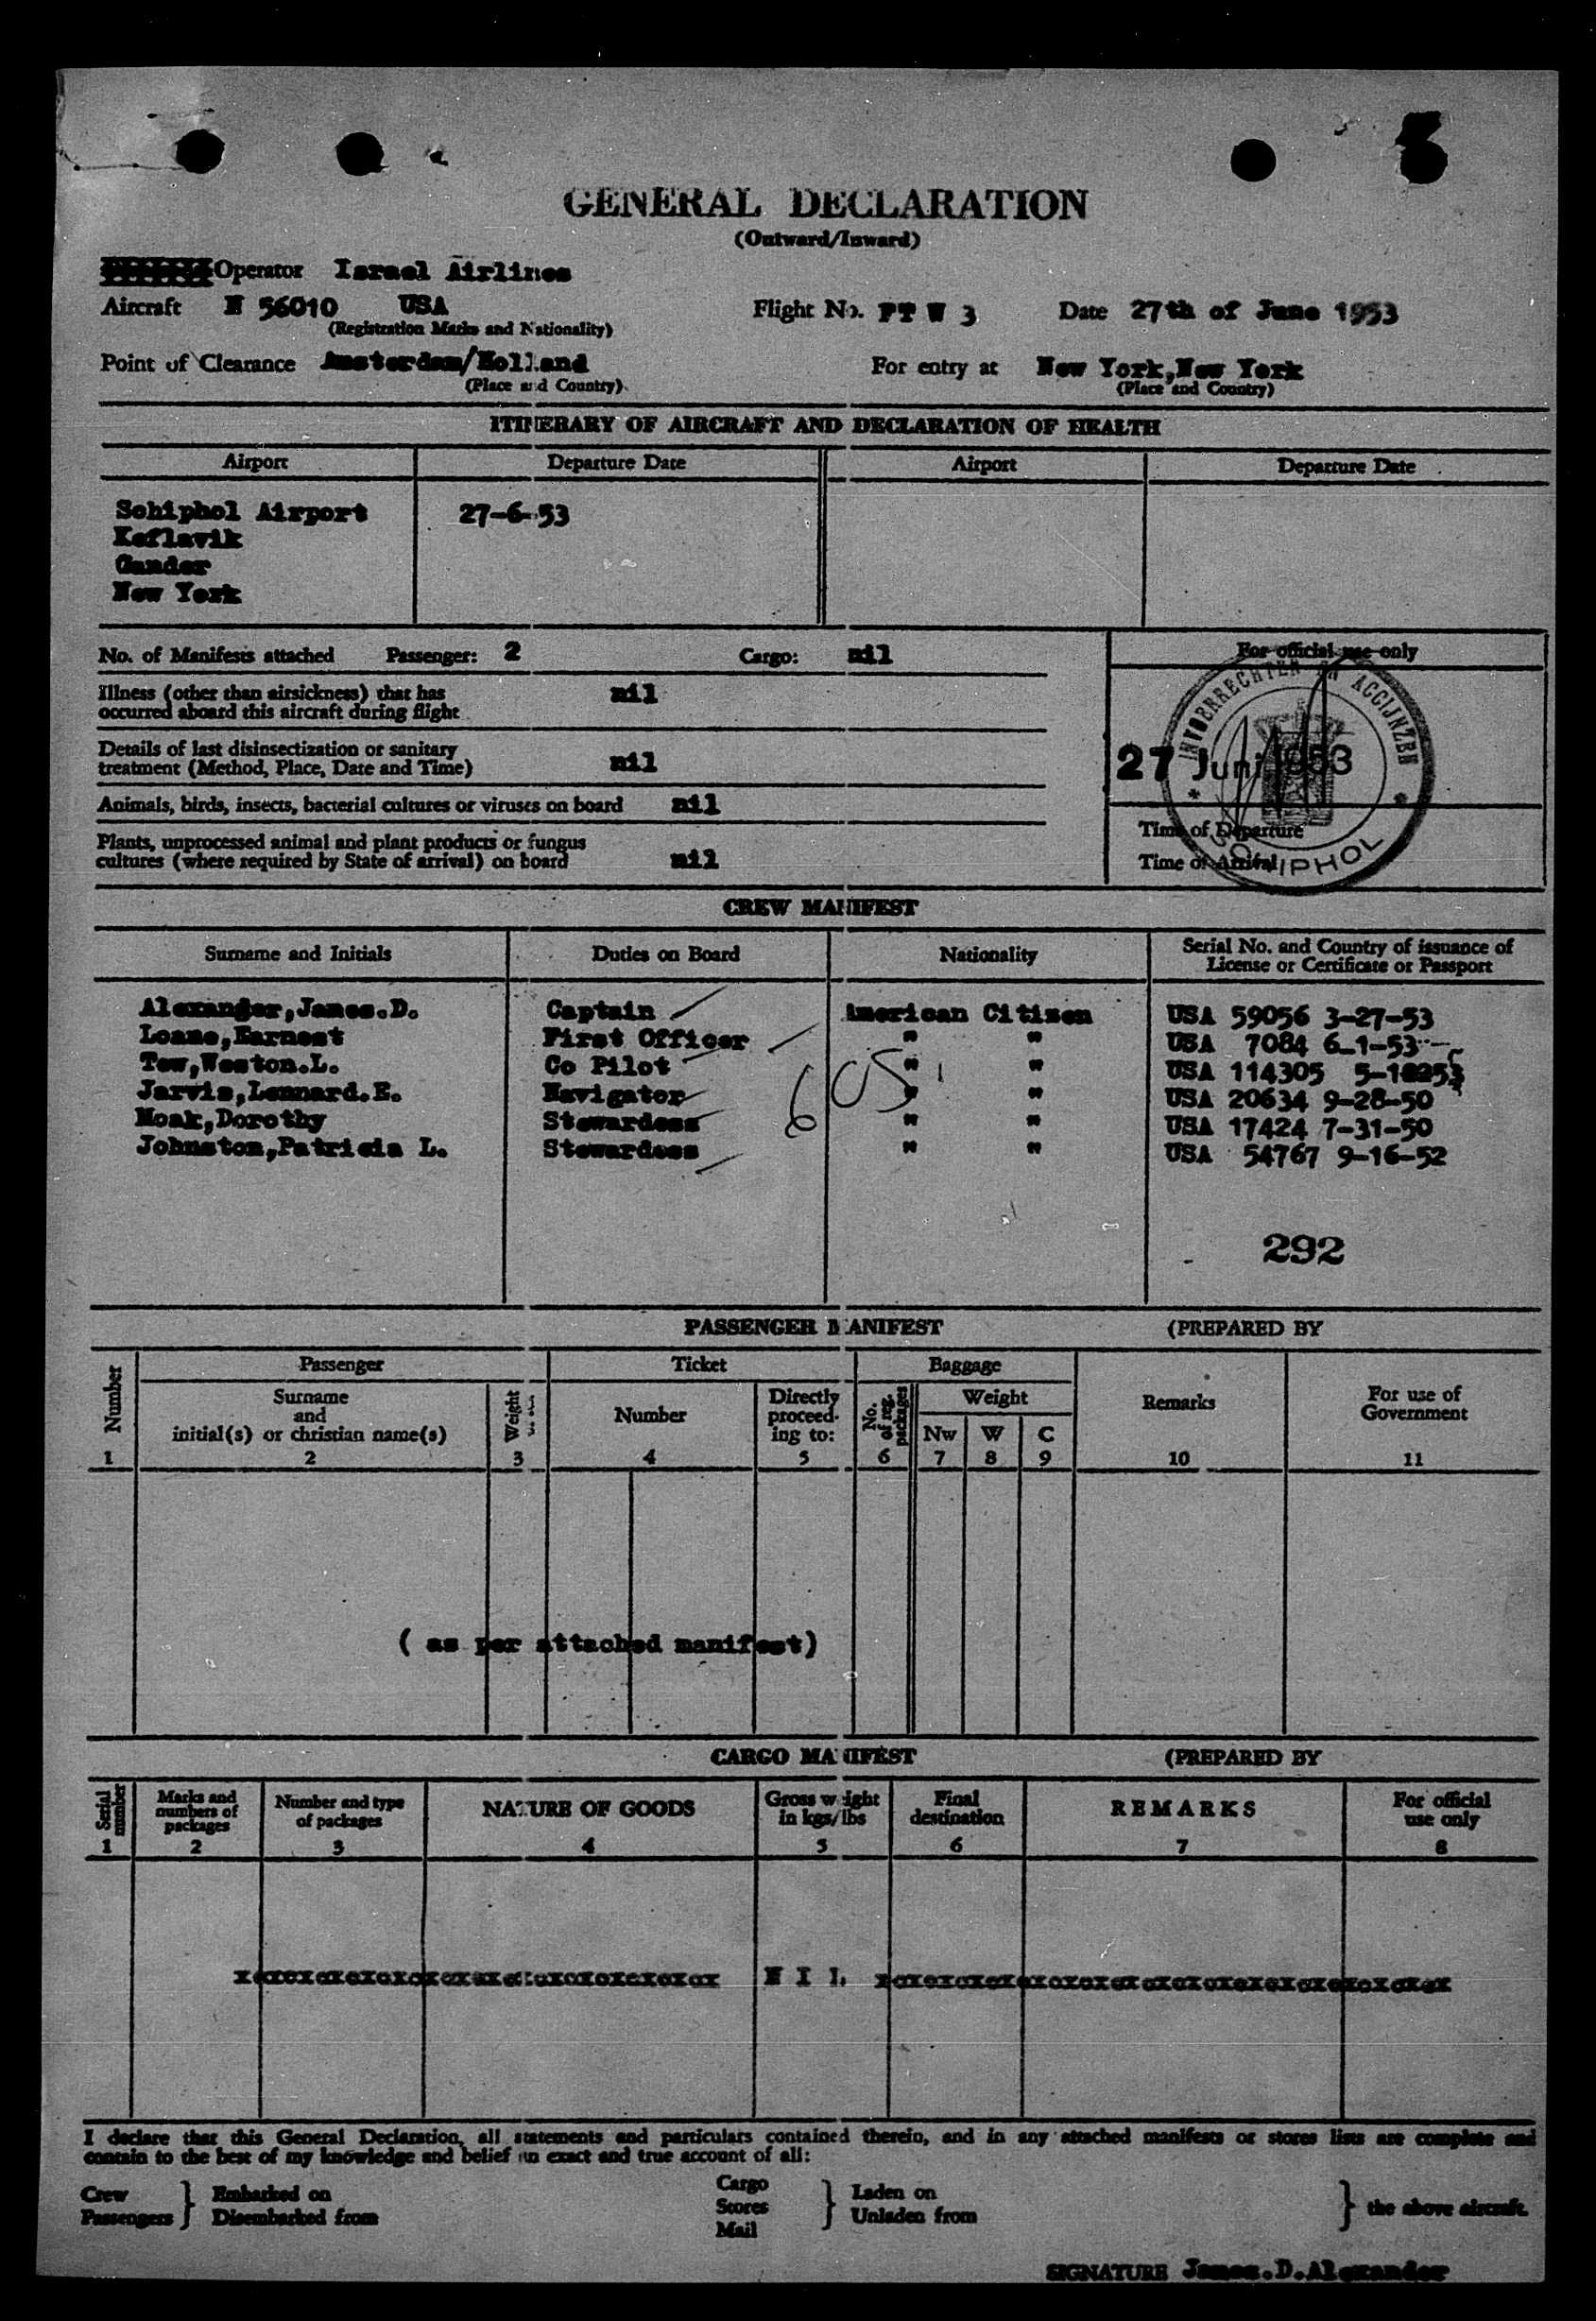 GENERAL DECLARATION
(Outward/Inward)
Operator Israel Airlines
Aircraft N 56010 USA Flight No. PT W 3 Date 27th of June 1953
(Registration Marks and Nationality)
Point of Clearance Amsterdam/Holland For entry at New York,New York
(Place and Country) (Place and Country)
ITINERARY OF AIRCRAFT AND DECLARATION OF HEALTH
Airport Departure Date Airport Departure Date
Schiphol Airport 27-6-53
Keflavik
Gander
New York
No. of Manifests attached Passenger: 2 Cargo: nil
For official use only
Illness (other than airsickness) that has
occurred aboard this aircraft during flight nil
Details of last disinsectization or sanitary
treatment (Method, Place, Date and Time) nil
Animals, birds, insects, bacterial cultures or viruses on board nil
Plants, unprocessed animal and plant products or fungus
cultures (where required by State of arrival) on board nil
INVOERRECHTEN EN ACCIJNZEN
27 Juni 1953
SCHIPHOL
Time of Departure
Time of Arrival
CREW MANIFEST
Surname and Initials Duties on Board Nationality Serial No. and Country of issuance of
License or Certificate or Passport
Alexander,James.D. Captain American Citizen USA 59056 3-27-53
Loane,Earnest First Officer " " USA 7084 6-1-53
Tew,Weston.L. Co Pilot " " USA 114305
Jarvis,Lennard.E. Navigator " " USA 20634 9-28-50
Moak,Dorothy Stewardess " " USA 17424 7-31-50
Johnston,Patricia L. Stewardess " " USA 54767 9-16-52
605
292
PASSENGER MANIFEST (PREPARED BY
Number Passenger Ticket Baggage Remarks For use of
Government
Surname
and
initial(s) or christian name(s) Weight Number Directly
proceed-
ing to: No.
of reg.
packages Weight
Nw W C
1 2 3 4 5 6 7 8 9 10 11
( as per attached manifest)
CARGO MANIFEST (PREPARED BY
Serial
number Marks and
numbers of
packages Number and type
of packages NATURE OF GOODS Gross weight
in kgs/lbs Final
destination REMARKS For official
use only
1 2 3 4 5 6 7 8
N I L
I declare that this General Declaration, all statements and particulars contained therein, and in any attached manifests or stores lists are complete and
contain to the best of my knowledge and belief an exact and true account of all:
Crew
Passengers } Embarked on
Disembarked from
Cargo
Stores
Mail } Laden on
Unladen from } the above aircraft.
SIGNATURE James.D.Alexander